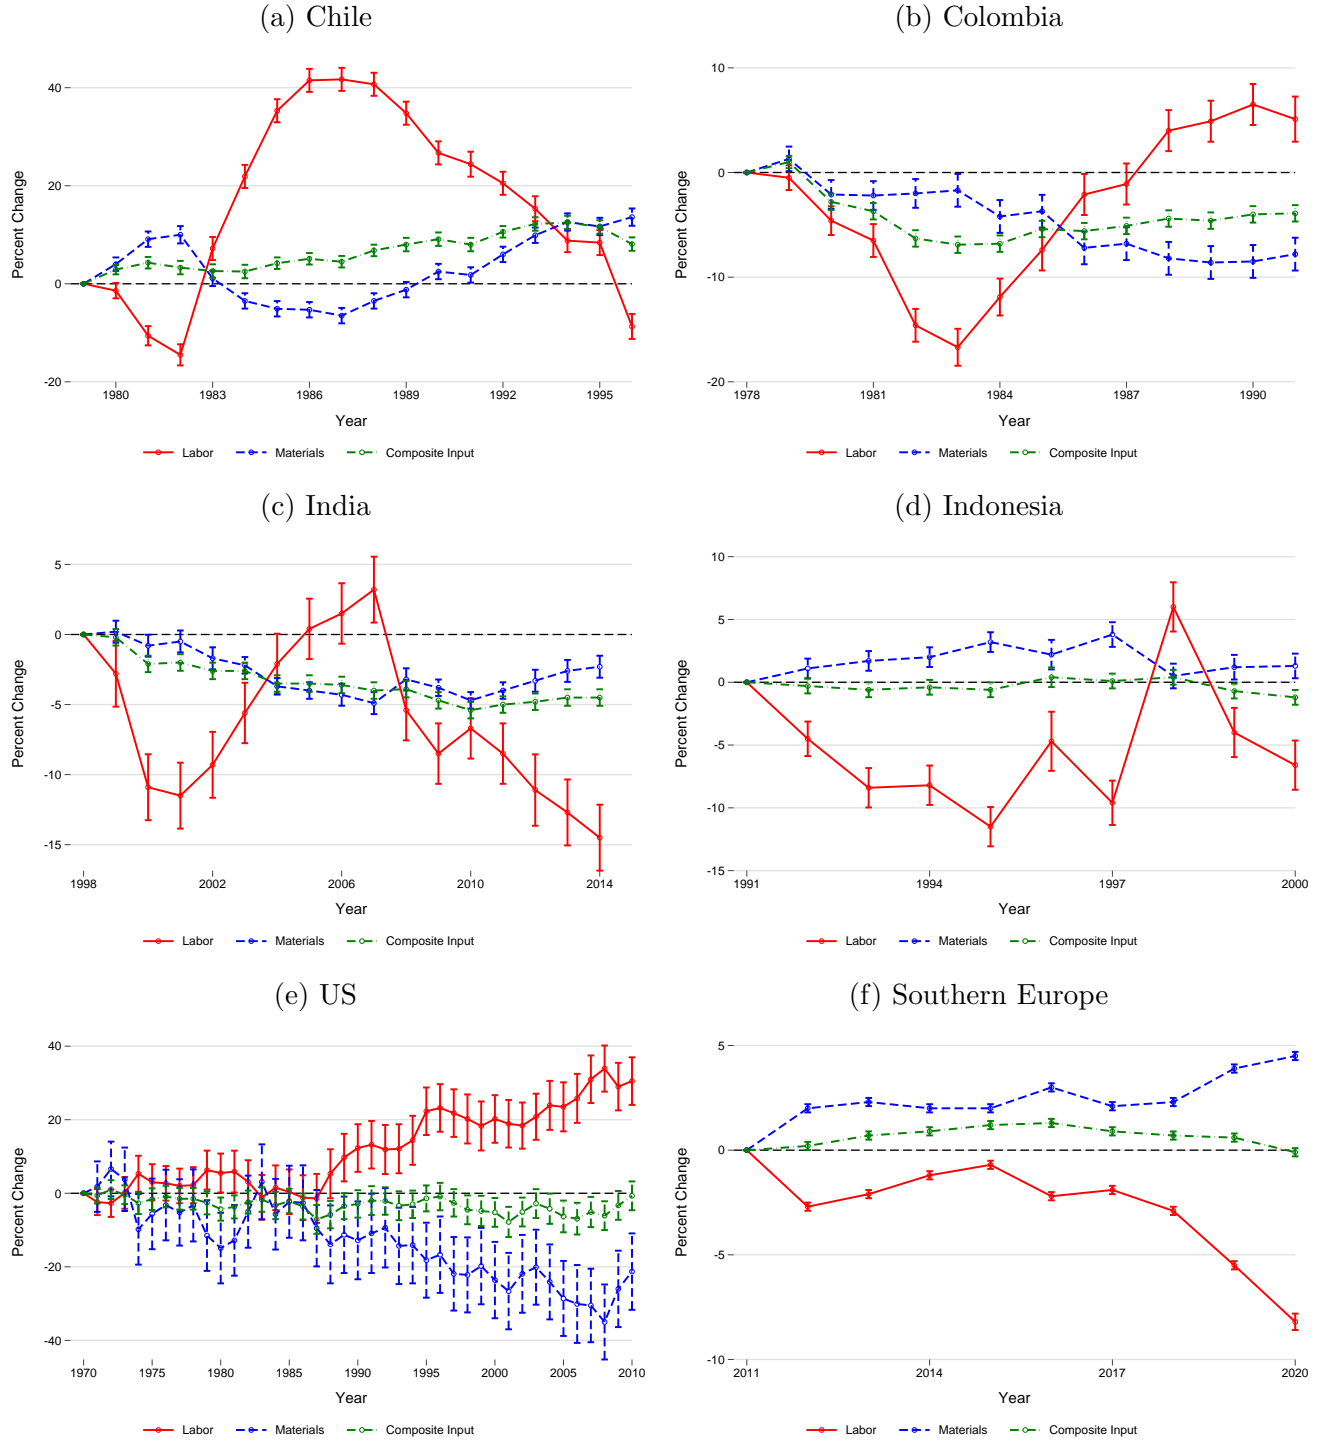 (a) Chile
Percent Change
40
20
0
-20
1980 1983 1986 1989 1992 1995
Year
Labor Materials Composite Input
(b) Colombia
Percent Change
10
0
-10
-20
1978 1981 1984 1987 1990
Year
Labor Materials Composite Input
(c) India
Percent Change
5
0
-5
-10
-15
1998 2002 2006 2010 2014
Year
Labor Materials Composite Input
(d) Indonesia
Percent Change
10
5
0
-5
-10
-15
1991 1994 1997 2000
Year
Labor Materials Composite Input
(e) US
Percent Change
40
20
0
-20
-40
1970 1975 1980 1985 1990 1995 2000 2005 2010
Year
Labor Materials Composite Input
(f) Southern Europe
Percent Change
5
0
-5
-10
2011 2014 2017 2020
Year
Labor Materials Composite Input